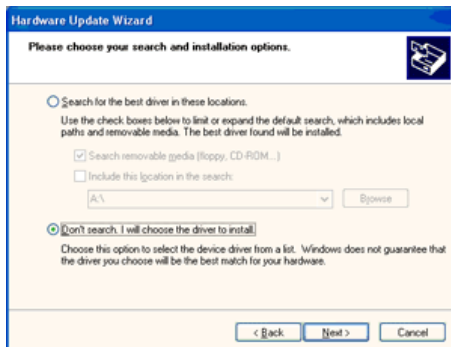 Hardware Update Wizard
Please choose your search and installation options.
Search for the best driver in these locations.
Use the check boxes below to limit or expand the default search, which includes local
paths and removable media. The best driver found will be installed.
Search removable media (floppy, CD-ROM...)
Include this location in the search:
A:\
Browse
Don't search. I will choose the driver to install.
Choose this option to select the device driver from a list. Windows does not guarantee that
the driver you choose will be the best match for your hardware.
< Back Next > Cancel